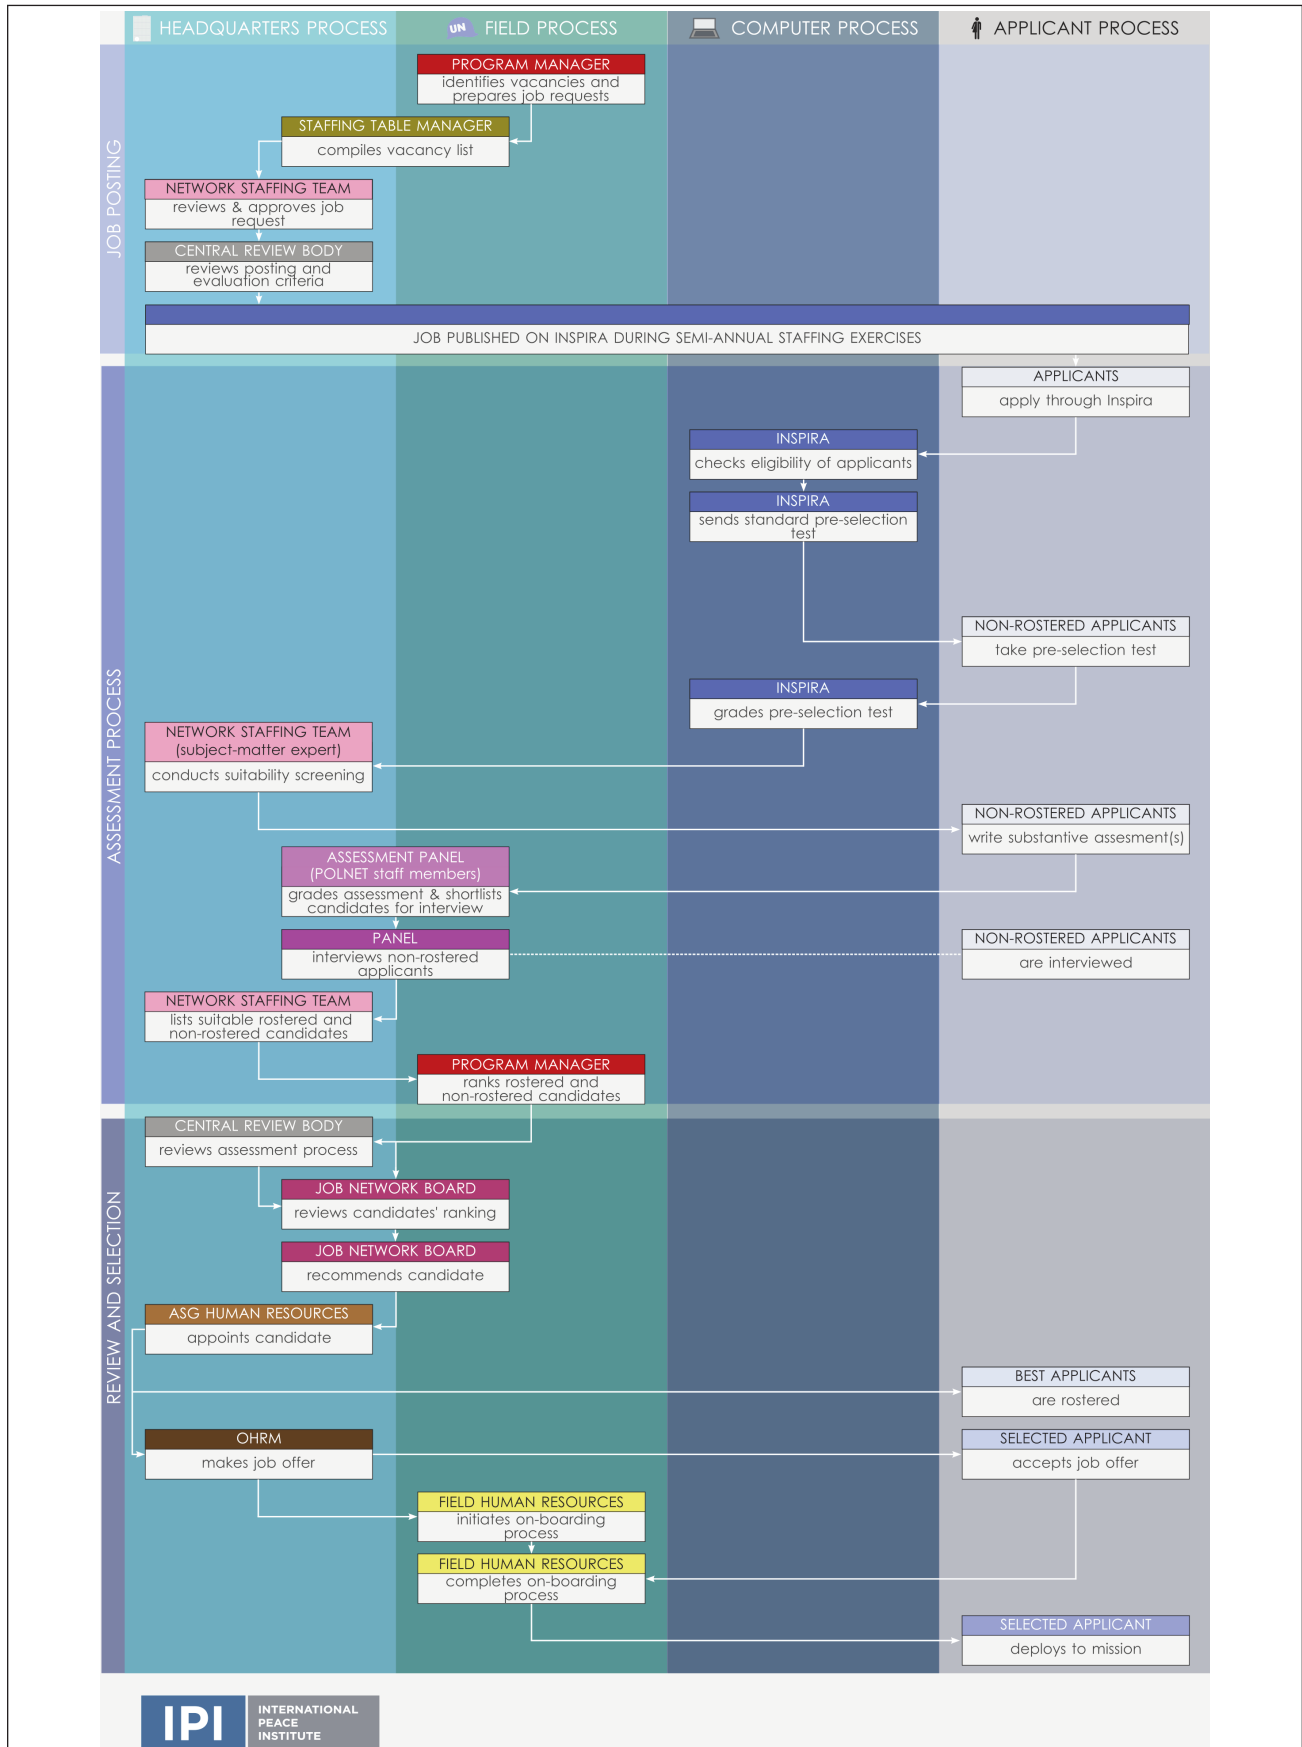 HEADQUARTERS PROCESS
UN
FIELD PROCESS
COMPUTER PROCESS
APPLICANT PROCESS
JOB POSTING
PROGRAM MANAGER
identifies vacancies and
prepares job requests
STAFFING TABLE MANAGER
compiles vacancy list
NETWORK STAFFING TEAM
reviews & approves job
request
CENTRAL REVIEW BODY
reviews posting and
evaluation criteria
JOB PUBLISHED ON INSPIRA DURING SEMI-ANNUAL STAFFING EXERCISES
ASSESSMENT PROCESS
APPLICANTS
apply through Inspira
INSPIRA
checks eligibility of applicants
INSPIRA
sends standard pre-selection
test
NON-ROSTERED APPLICANTS
take pre-selection test
INSPIRA
grades pre-selection test
NETWORK STAFFING TEAM
(subject-matter expert)
conducts suitability screening
NON-ROSTERED APPLICANTS
write substantive assesment(s)
ASSESSMENT PANEL
(POLNET staff members)
grades assessment & shortlists
candidates for interview
PANEL
interviews non-rostered
applicants
NON-ROSTERED APPLICANTS
are interviewed
NETWORK STAFFING TEAM
lists suitable rostered and
non-rostered candidates
PROGRAM MANAGER
ranks rostered and
non-rostered candidates
REVIEW AND SELECTION
CENTRAL REVIEW BODY
reviews assessment process
JOB NETWORK BOARD
reviews candidates' ranking
JOB NETWORK BOARD
recommends candidate
ASG HUMAN RESOURCES
appoints candidate
BEST APPLICANTS
are rostered
OHRM
makes job offer
SELECTED APPLICANT
accepts job offer
FIELD HUMAN RESOURCES
initiates on-boarding
process
FIELD HUMAN RESOURCES
completes on-boarding
process
SELECTED APPLICANT
deploys to mission
IPI
INTERNATIONAL
PEACE
INSTITUTE